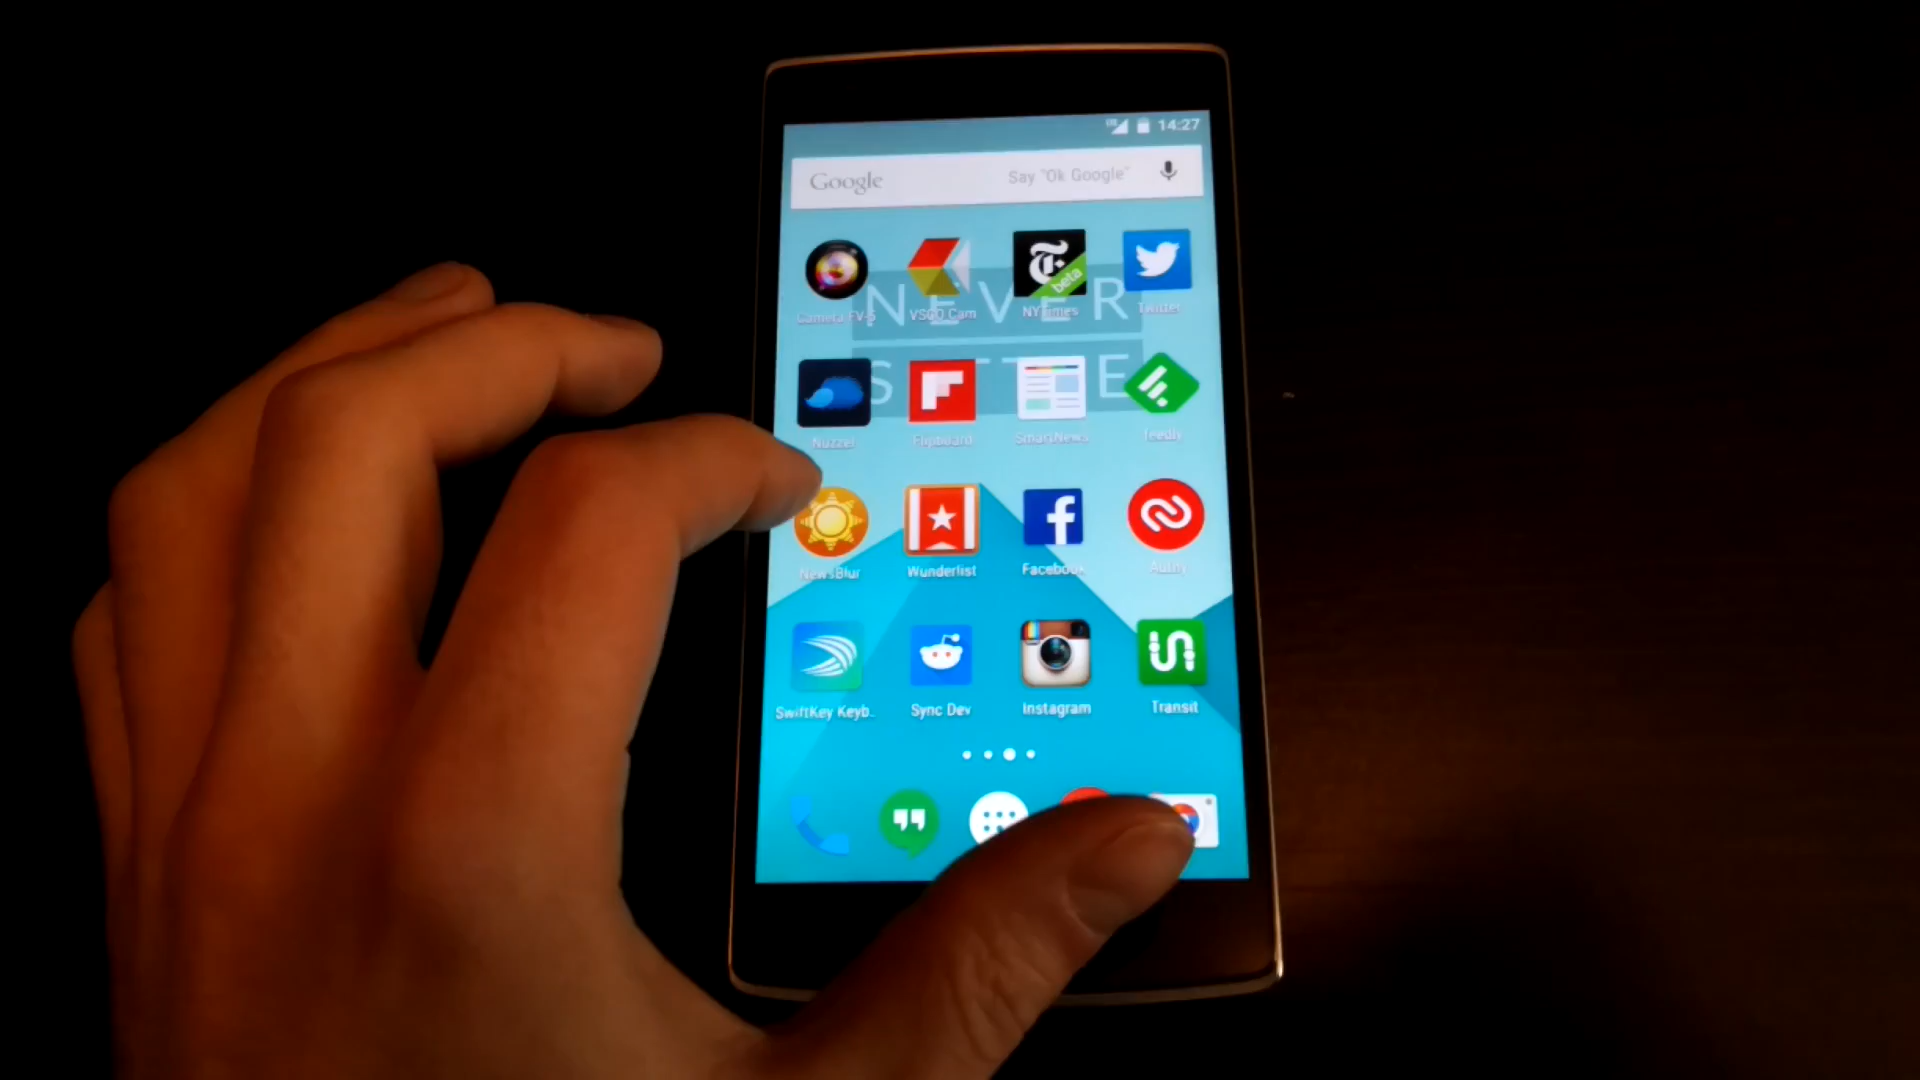 LTE 14:27
Google Say "Ok Google"
beta
Camera FV-5 VSCO Cam NYTimes Twitter
NEVER
Nuzzel Flipboard SmartNews feedly
NewsBlur Wunderlist Facebook Authy
SwiftKey Keyb.. Sync Dev Instagram Transit